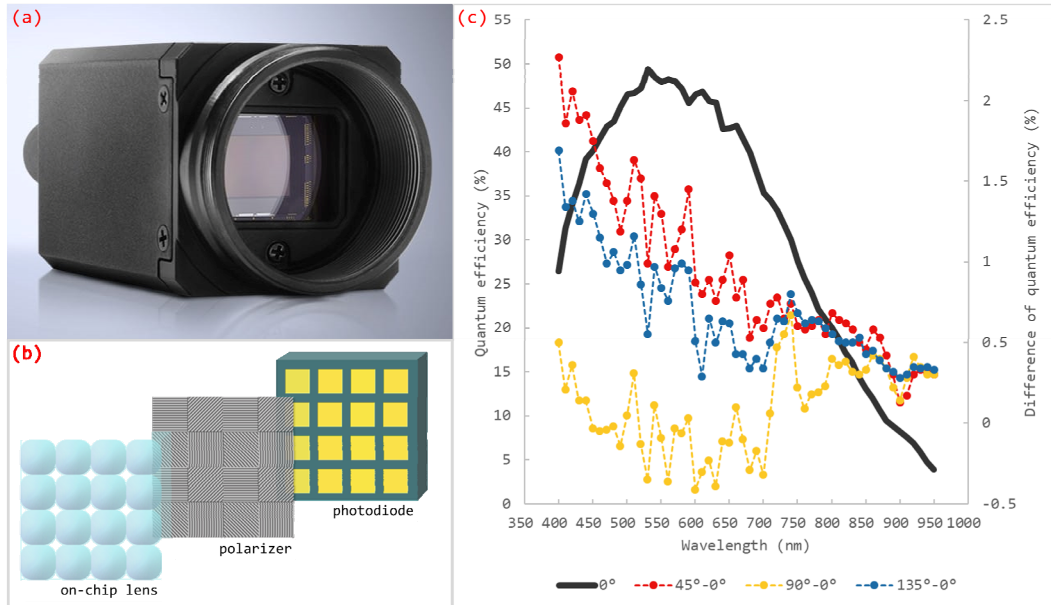 (a)
(b)
on-chip lens
polarizer
photodiode
(c)
Quantum efficiency (%)
55
50
45
40
35
30
25
20
15
10
5
0
2.5
2
1.5
1
0.5
0
-0.5
Difference of quantum efficiency (%)
350 400 450 500 550 600 650 700 750 800 850 900 950 1000
Wavelength (nm)
0° 45°-0° 90°-0° 135°-0°